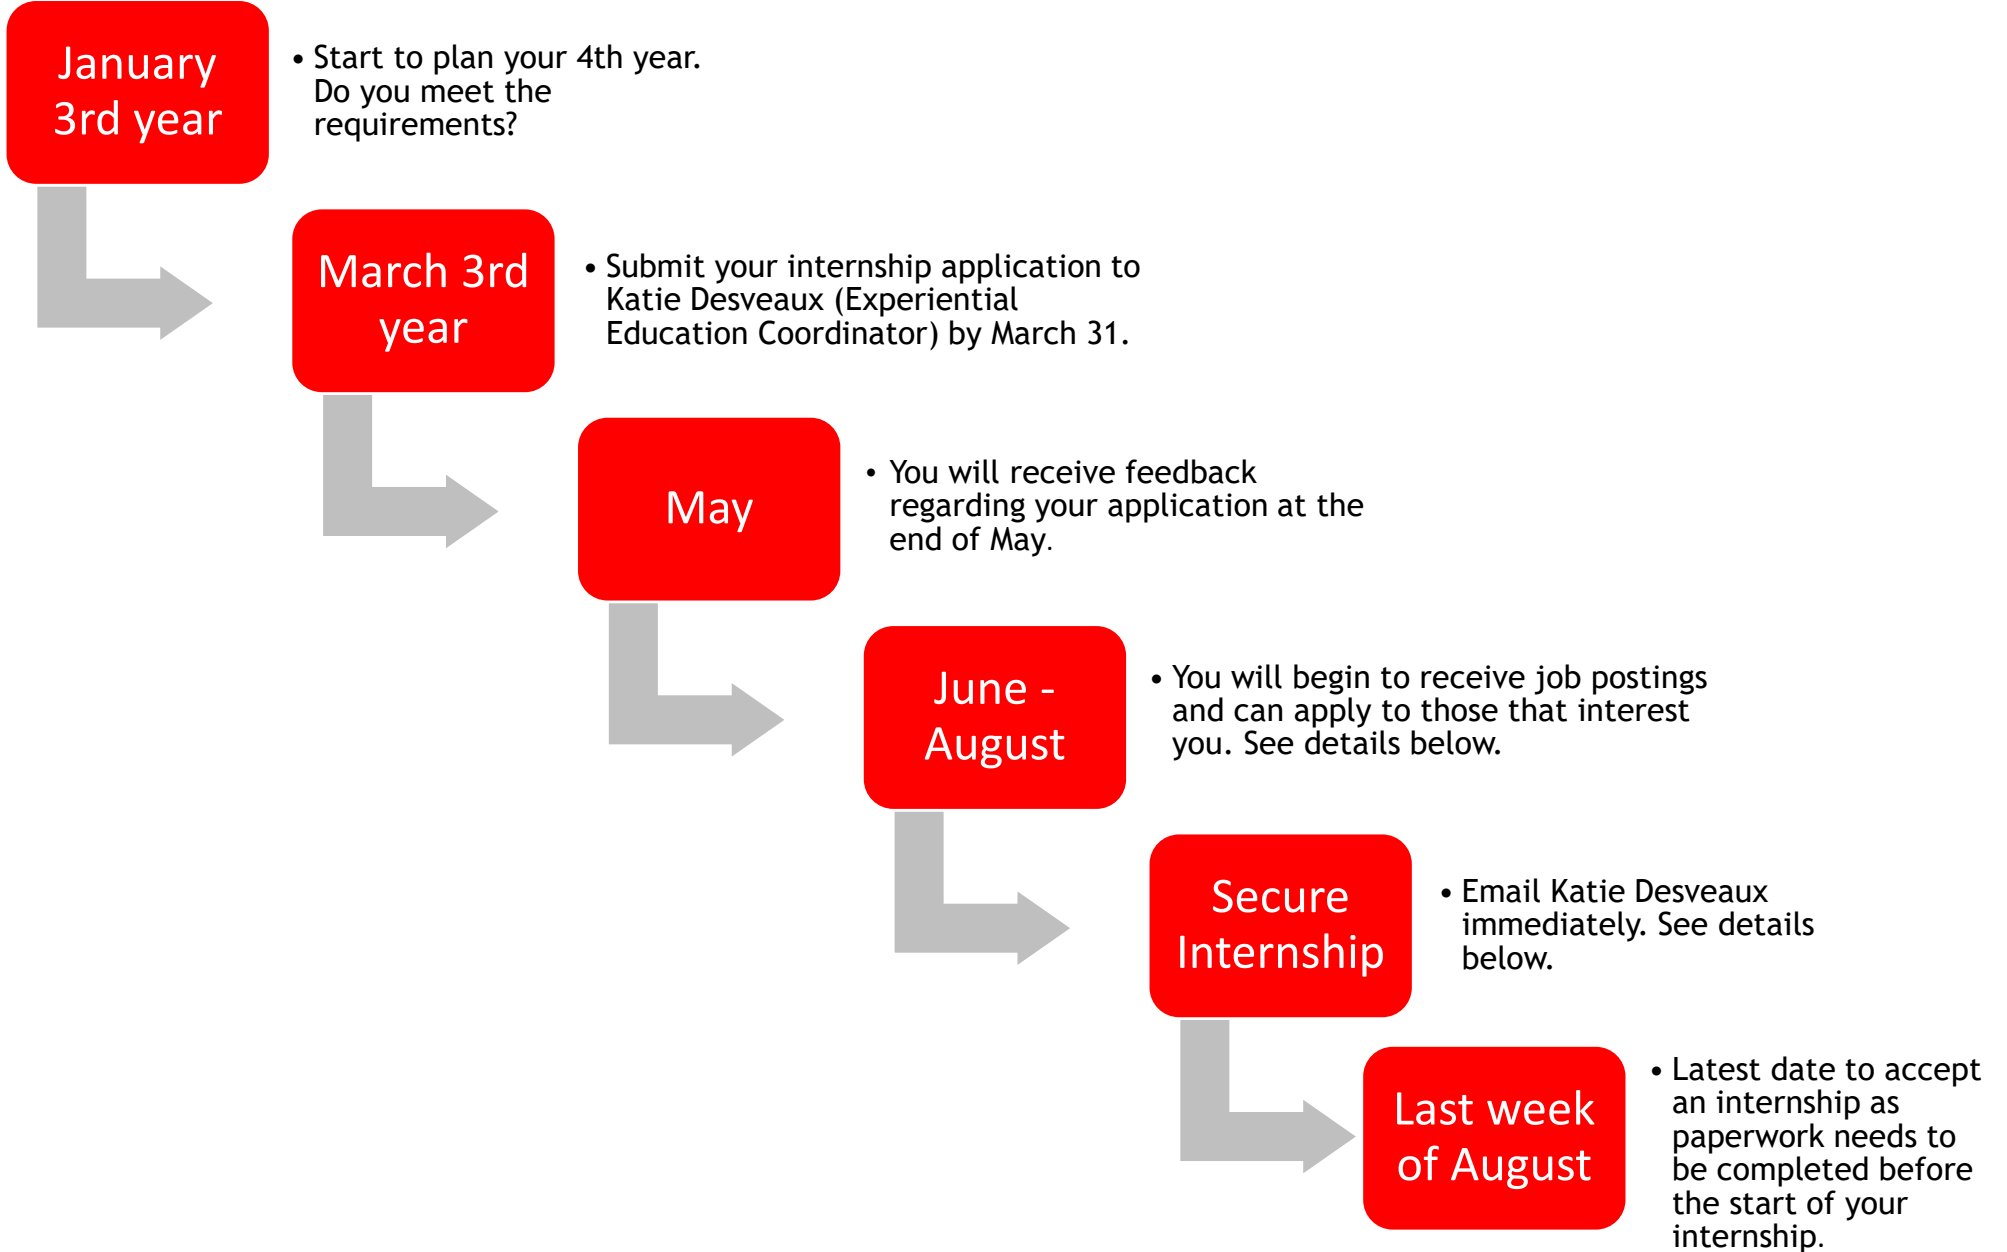 January
3rd year
• Start to plan your 4th year.
Do you meet the
requirements?
March 3rd
year
• Submit your internship application to
Katie Desveaux (Experiential
Education Coordinator) by March 31.
May
• You will receive feedback
regarding your application at the
end of May.
June -
August
• You will begin to receive job postings
and can apply to those that interest
you. See details below.
Secure
Internship
• Email Katie Desveaux
immediately. See details
below.
Last week
of August
• Latest date to accept
an internship as
paperwork needs to
be completed before
the start of your
internship.